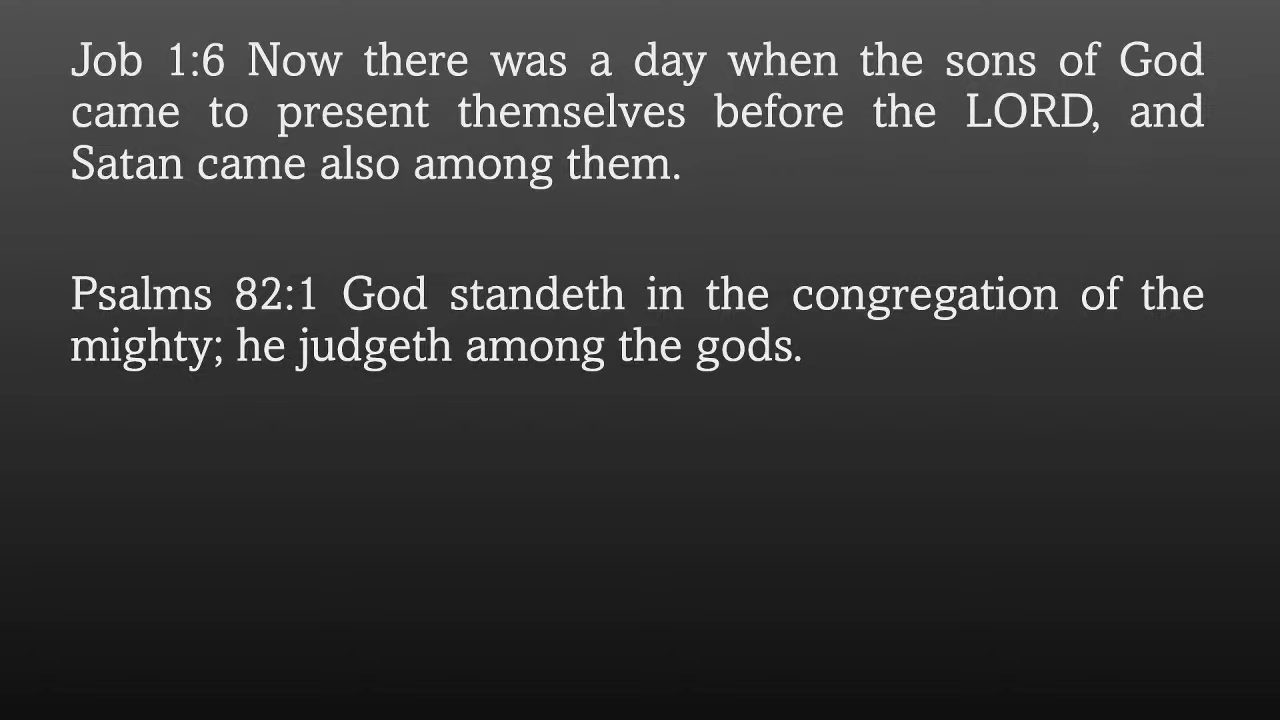 Job 1:6 Now there was a day when the sons of God
came to present themselves before the LORD, and
Satan came also among them.
Psalms 82:1 God standeth in the congregation of the
mighty; he judgeth among the gods.